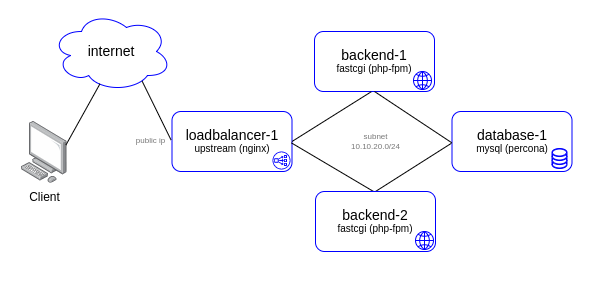 internet
backend-1
fastcgi (php-fpm)
public ip
loadbalancer-1
upstream (nginx)
subnet
10.10.20.0/24
database-1
mysql (percona)
Client
backend-2
fastcgi (php-fpm)